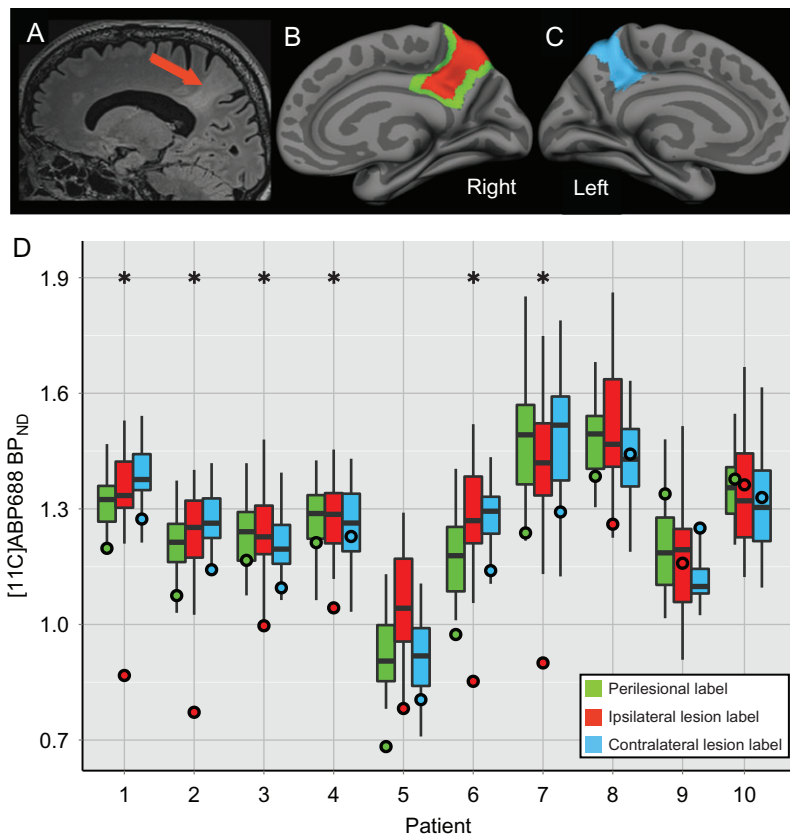 A
B
C
Right
Left
D
* * * * * *
1.9
1.6
1.3
1.0
0.7
[11C]ABP688 BP_ND
Perilesional label
Ipsilateral lesion label
Contralateral lesion label
1 2 3 4 5 6 7 8 9 10
Patient